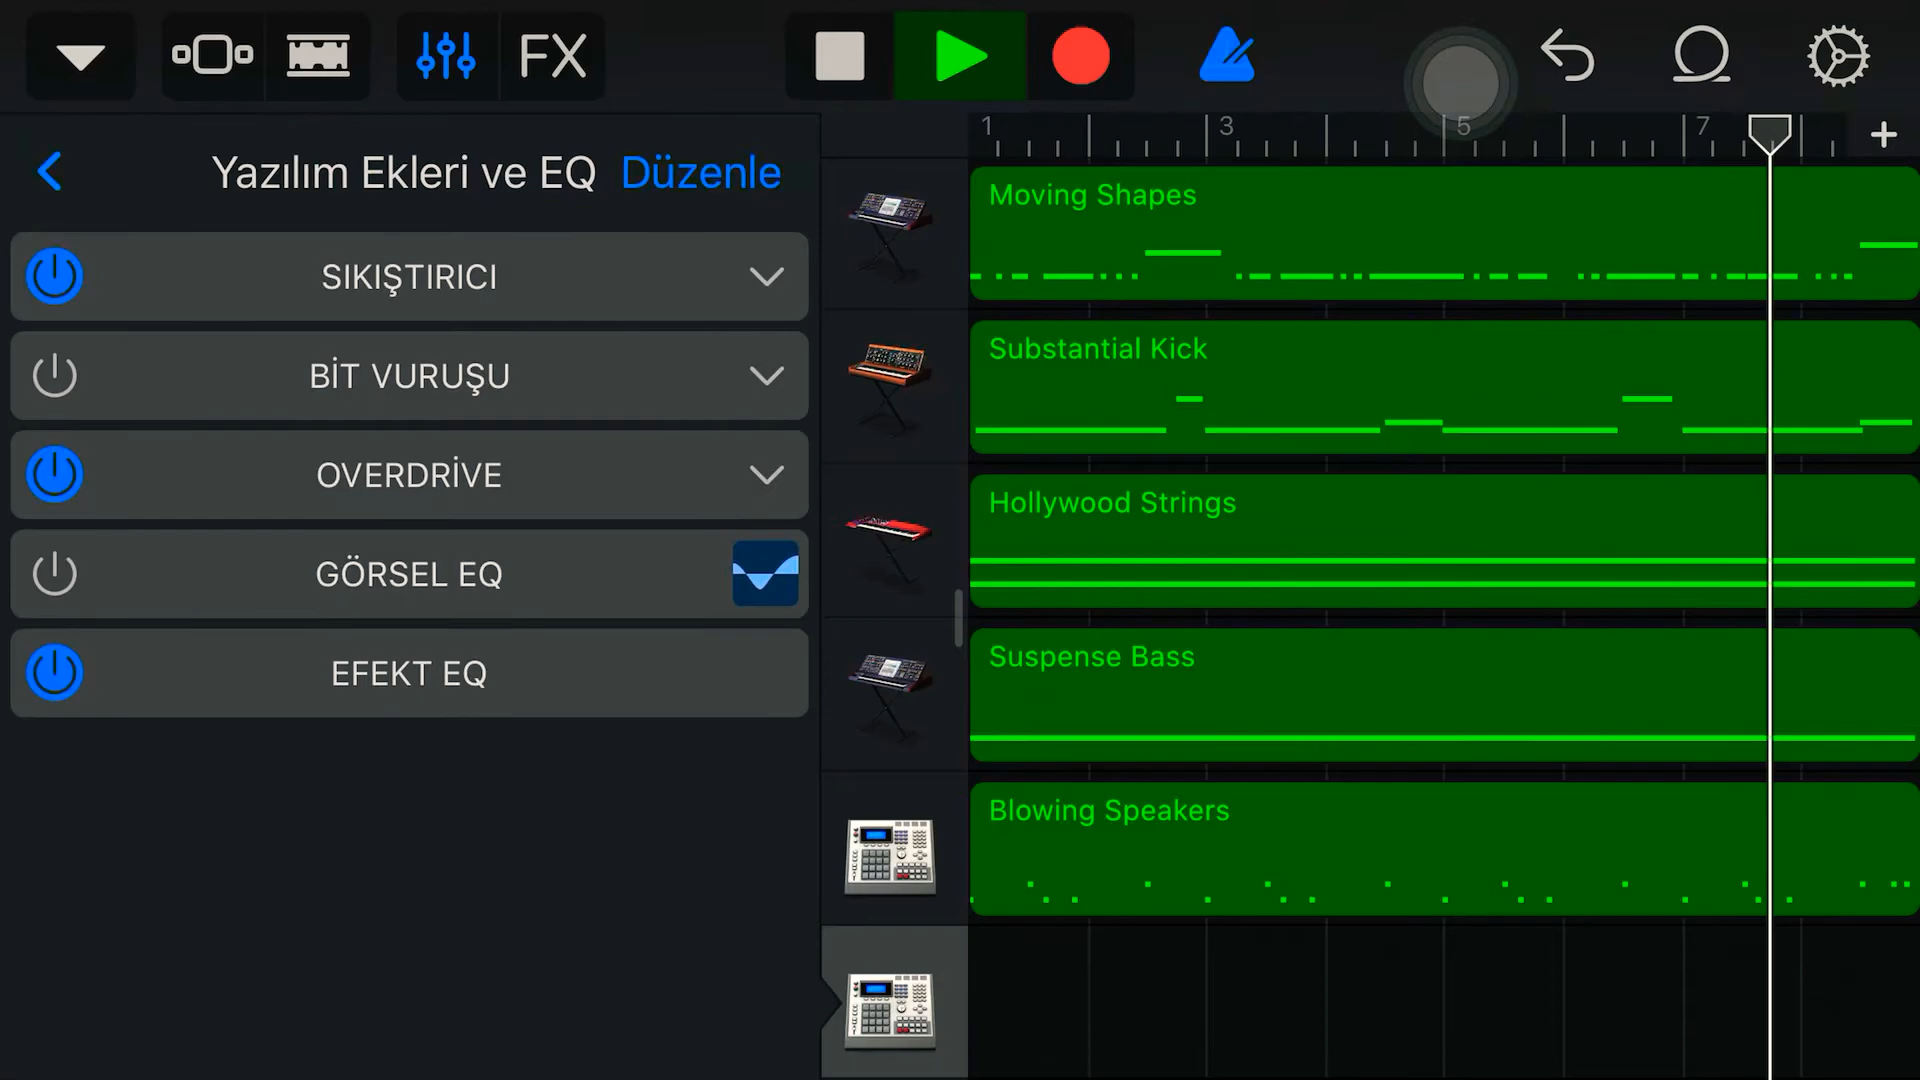 FX
1
3
5
7
Yazılım Ekleri ve EQ
Düzenle
SIKIŞTIRICI
BİT VURUŞU
OVERDRİVE
GÖRSEL EQ
EFEKT EQ
Moving Shapes
Substantial Kick
Hollywood Strings
Suspense Bass
Blowing Speakers